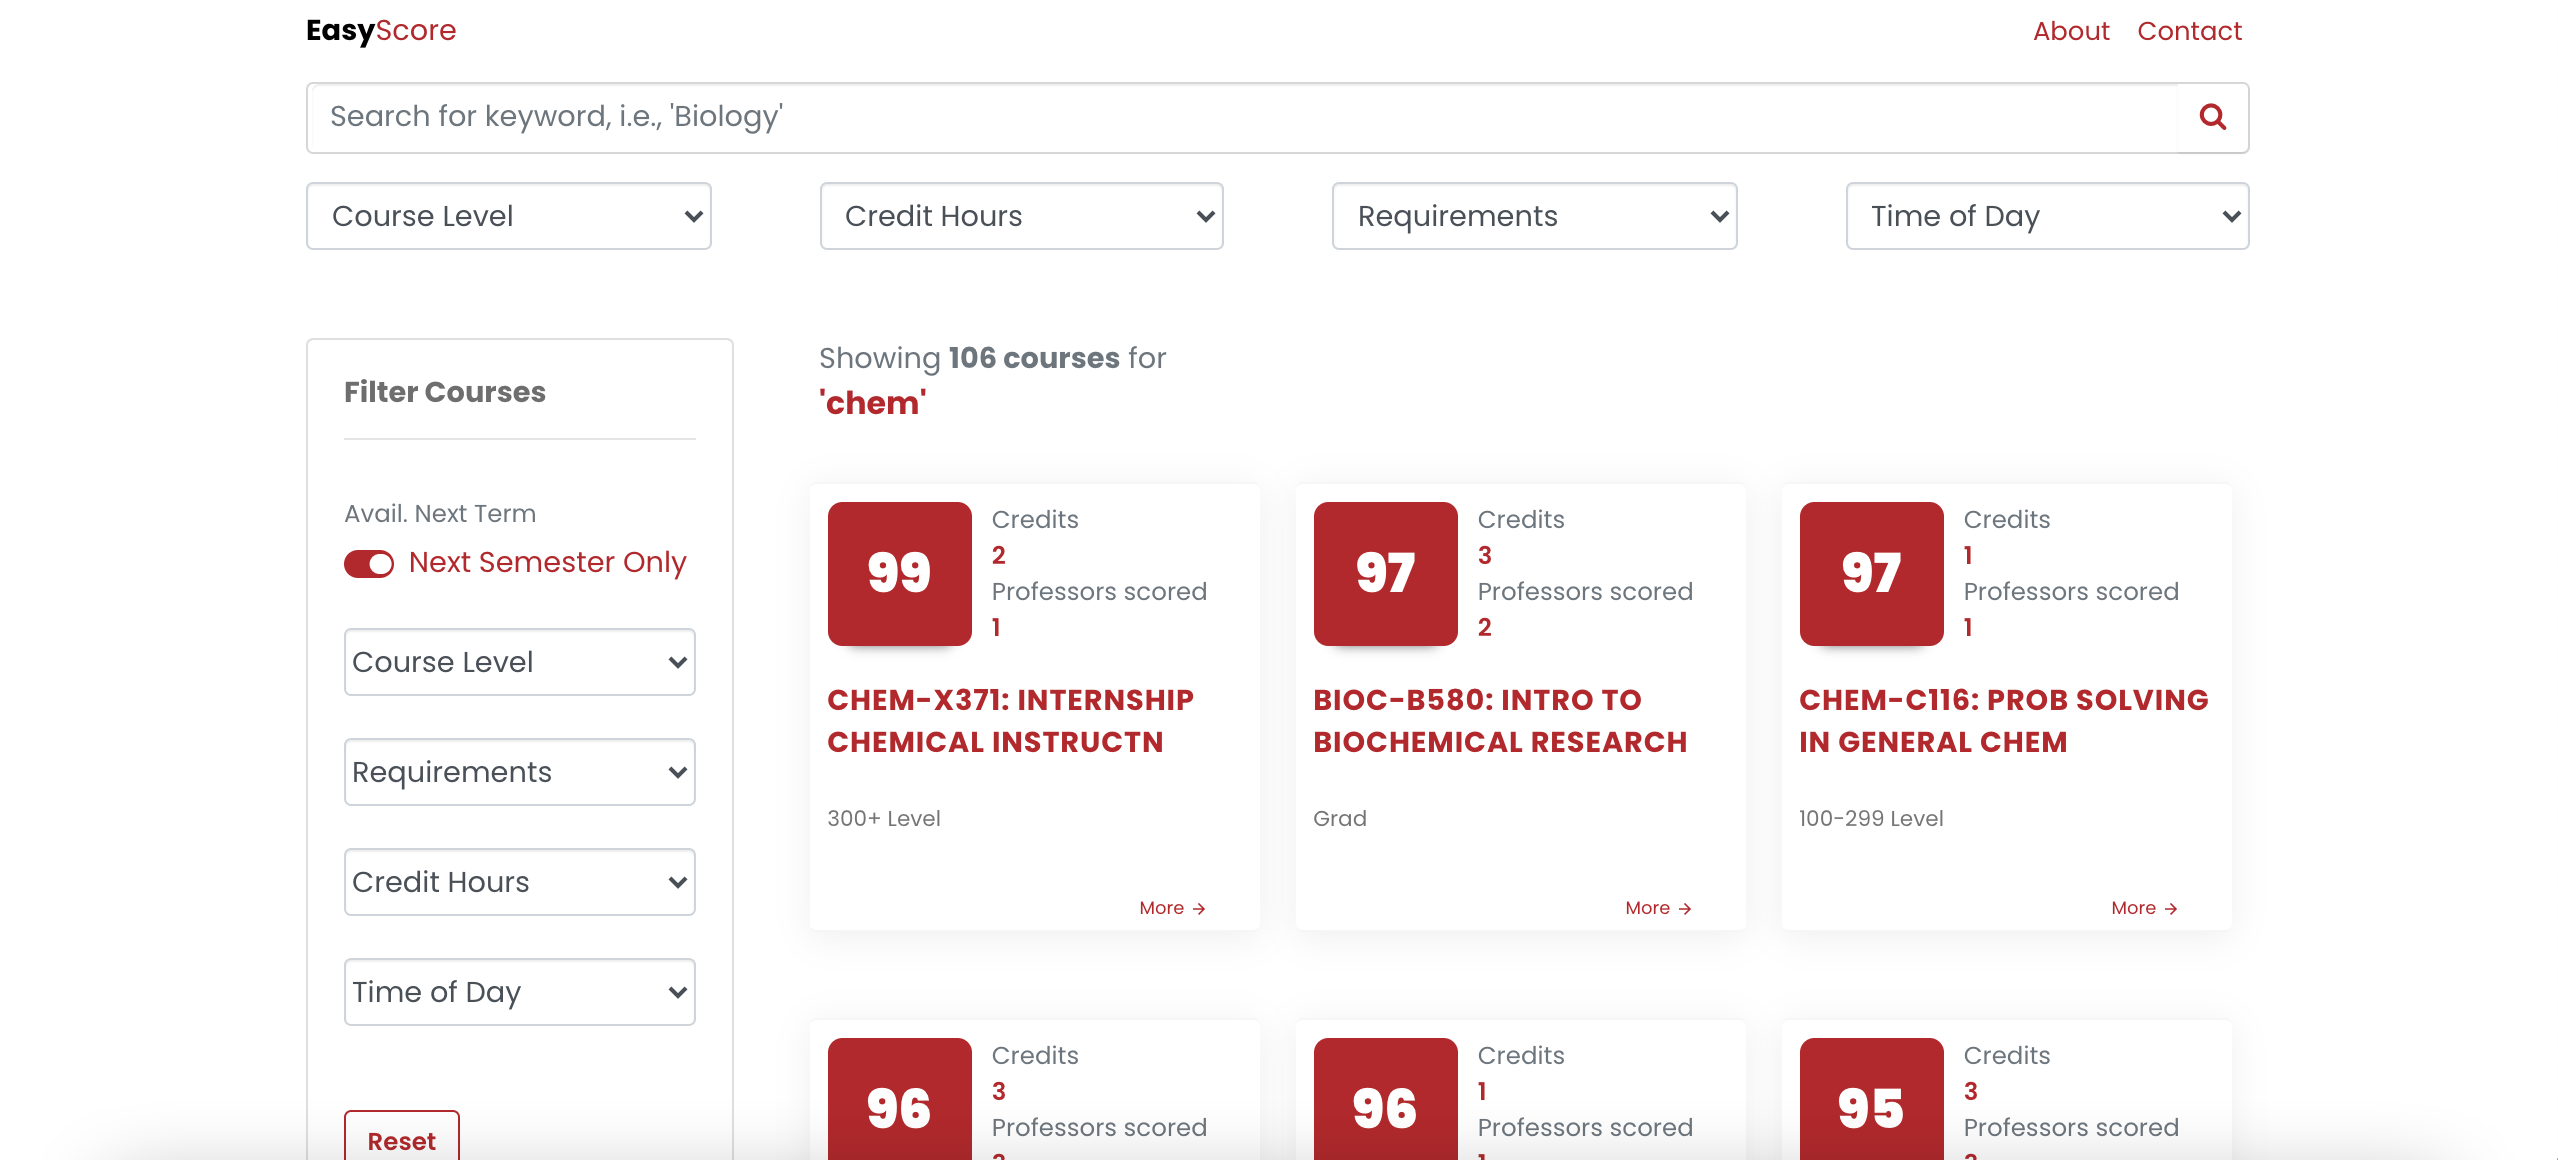 EasyScore
About Contact
Search for keyword, i.e., 'Biology'
Course Level
Credit Hours
Requirements
Time of Day
Filter Courses
Avail. Next Term
Next Semester Only
Course Level
Requirements
Credit Hours
Time of Day
Reset
Showing 106 courses for
'chem'
99
Credits
2
Professors scored
1
CHEM-X371: INTERNSHIP
CHEMICAL INSTRUCTN
300+ Level
More →
97
Credits
3
Professors scored
2
BIOC-B580: INTRO TO
BIOCHEMICAL RESEARCH
Grad
More →
97
Credits
1
Professors scored
1
CHEM-C116: PROB SOLVING
IN GENERAL CHEM
100-299 Level
More →
96
Credits
3
Professors scored
96
Credits
1
Professors scored
95
Credits
3
Professors scored